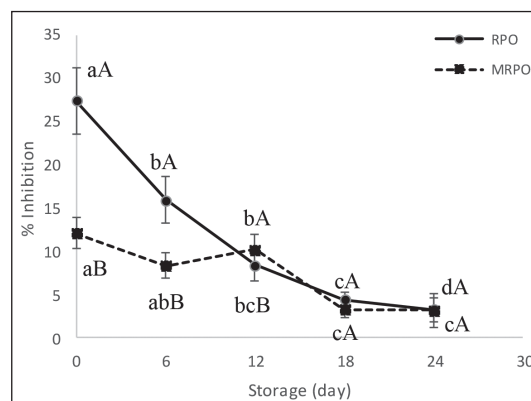 35
30
25
20
15
10
5
0
% Inhibition
RPO
MRPO
aA
bA
bA
cA
dA
aB
abB
bcB
cA
cA
0 6 12 18 24 30
Storage (day)